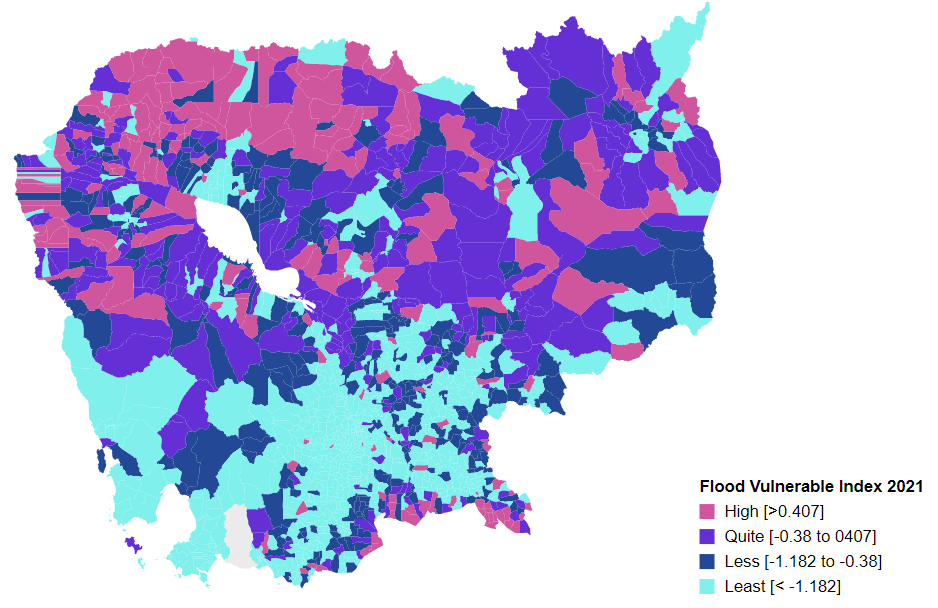 Flood Vulnerable Index 2021
High [>0.407]
Quite [-0.38 to 0407]
Less [-1.182 to -0.38]
Least [< -1.182]